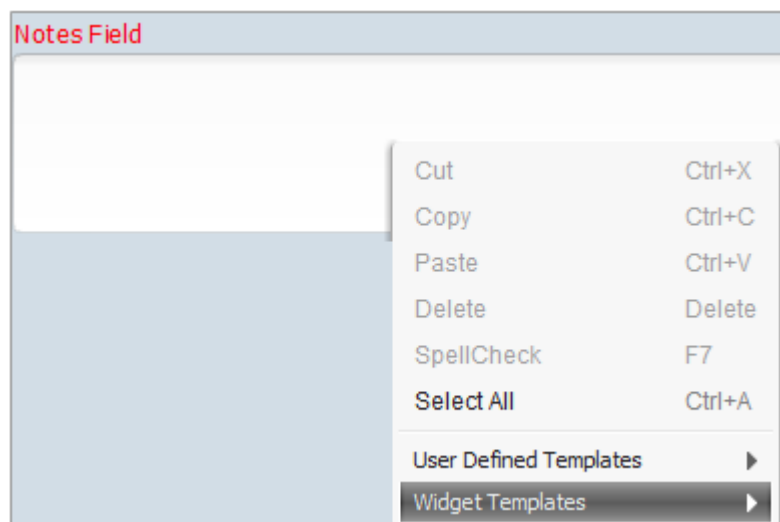 Notes Field
Cut Ctrl+X
Copy Ctrl+C
Paste Ctrl+V
Delete Delete
SpellCheck F7
Select All Ctrl+A
User Defined Templates
Widget Templates